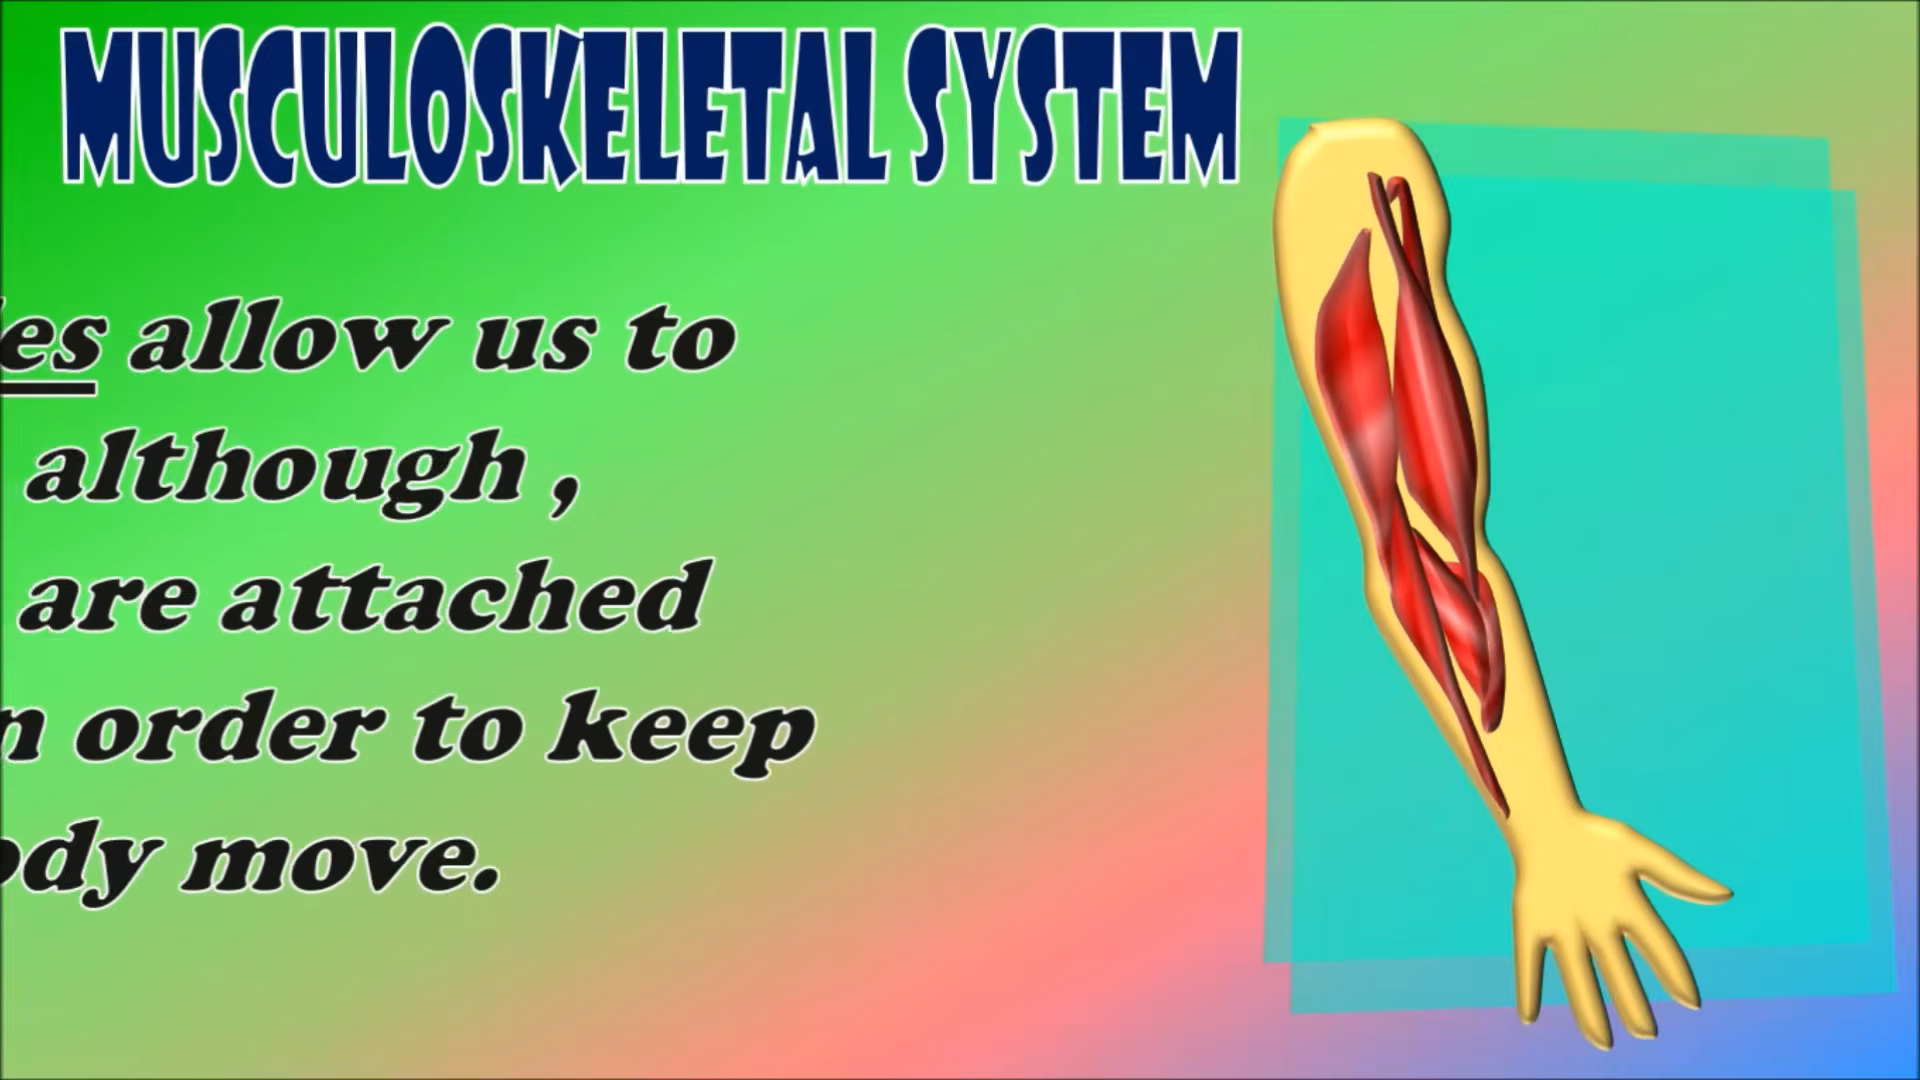 MUSCULOSKELETAL SYSTEM
es allow us to
although ,
are attached
n order to keep
ody move.